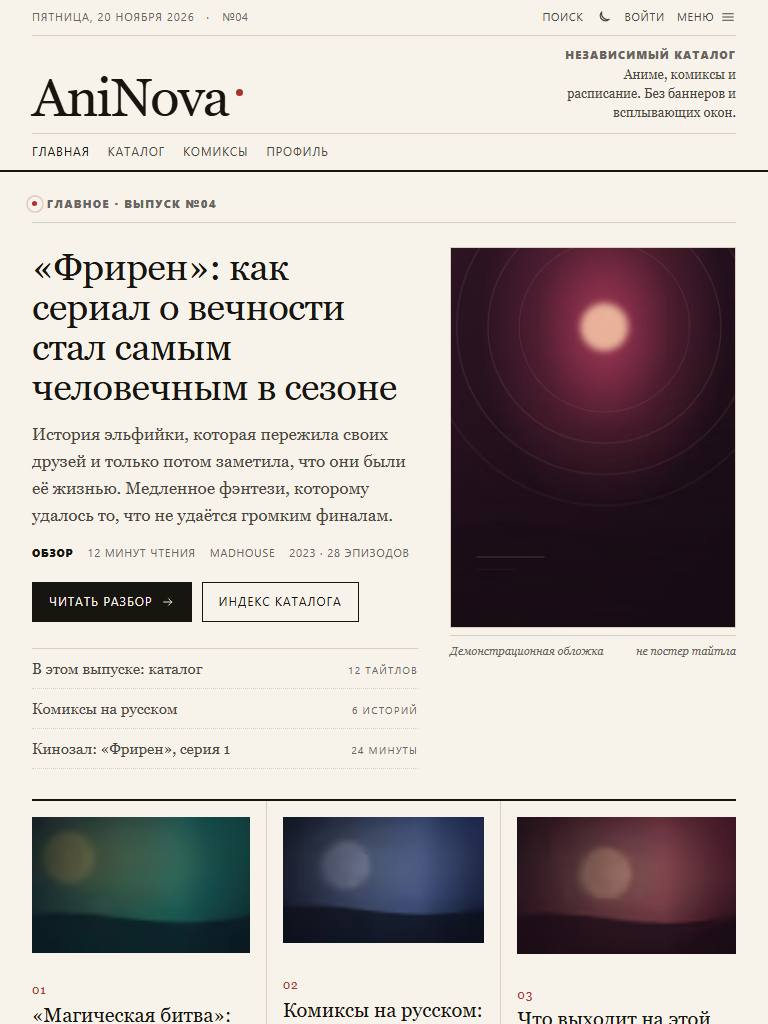 ПЯТНИЦА, 20 НОЯБРЯ 2026 · №04
ПОИСК ВОЙТИ МЕНЮ
НЕЗАВИСИМЫЙ КАТАЛОГ
Аниме, комиксы и
расписание. Без баннеров и
всплывающих окон.
AniNova
ГЛАВНАЯ КАТАЛОГ КОМИКСЫ ПРОФИЛЬ
ГЛАВНОЕ · ВЫПУСК №04
«Фрирен»: как
сериал о вечности
стал самым
человечным в сезоне
История эльфийки, которая пережила своих
друзей и только потом заметила, что они были
её жизнью. Медленное фэнтези, которому
удалось то, что не удаётся громким финалам.
ОБЗОР 12 МИНУТ ЧТЕНИЯ MADHOUSE 2023 · 28 ЭПИЗОДОВ
ЧИТАТЬ РАЗБОР → ИНДЕКС КАТАЛОГА
В этом выпуске: каталог 12 ТАЙТЛОВ
Комиксы на русском 6 ИСТОРИЙ
Кинозал: «Фрирен», серия 1 24 МИНУТЫ
Демонстрационная обложка не постер тайтла
01
«Магическая битва»:
02
Комиксы на русском:
03
Что выходит на этой